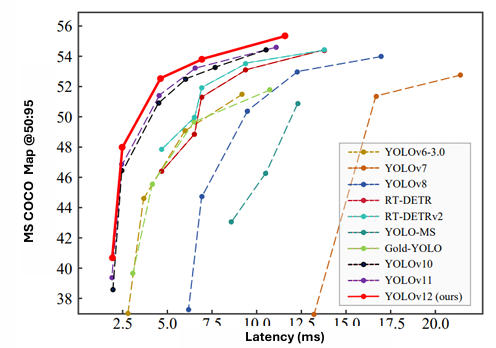 MS COCO Map @50:95
56
54
52
50
48
46
44
42
40
38
YOLOv6-3.0
YOLOv7
YOLOv8
RT-DETR
RT-DETRv2
YOLO-MS
Gold-YOLO
YOLOv10
YOLOv11
YOLOv12 (ours)
2.5 5.0 7.5 10.0 12.5 15.0 17.5 20.0
Latency (ms)